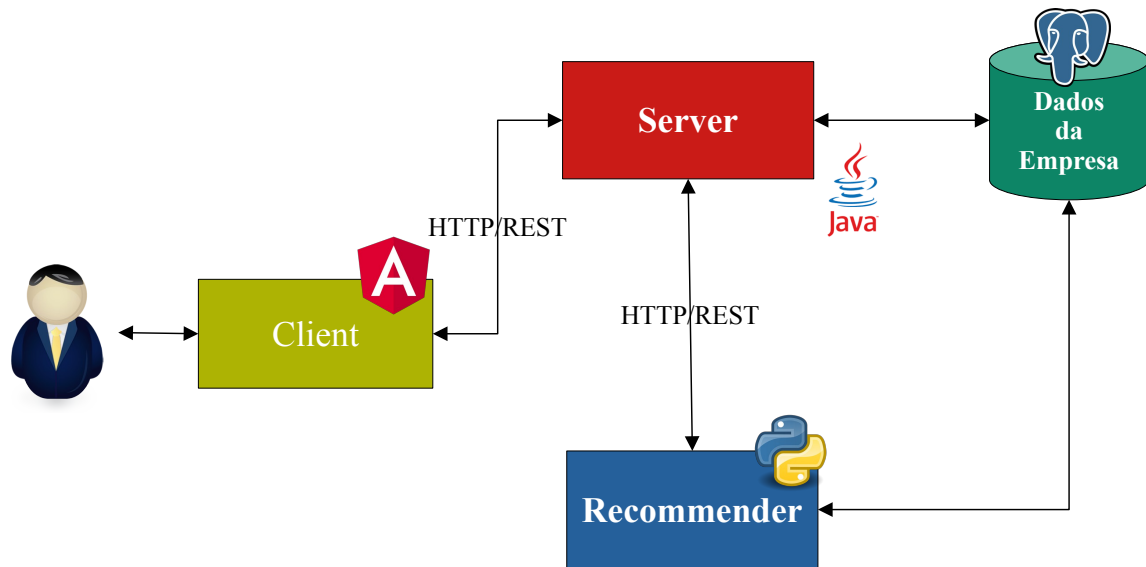 Server
Dados
da
Empresa
Java
HTTP/REST
Client
HTTP/REST
Recommender